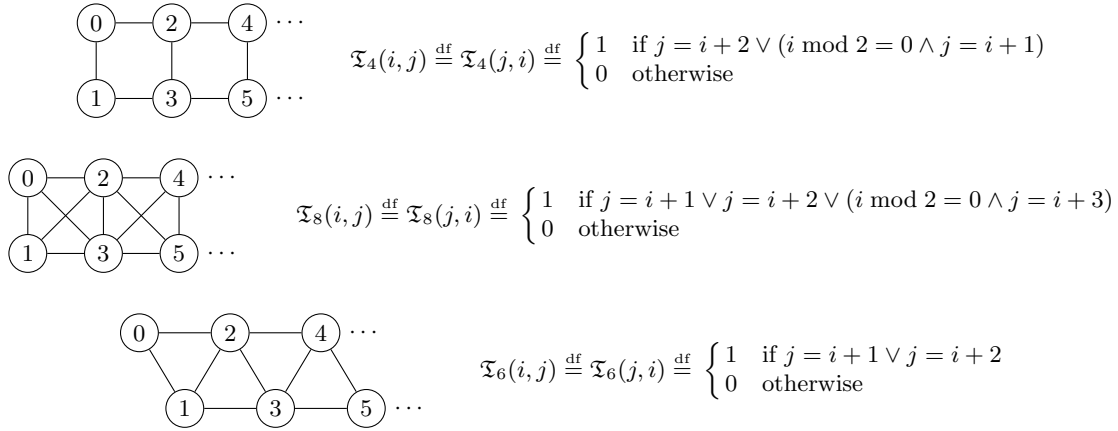 0 2 4 ⋯
1 3 5 ⋯
𝔗₄(i, j) ≝ 𝔗₄(j, i) ≝ { 1 if j = i + 2 ∨ (i mod 2 = 0 ∧ j = i + 1)
0 otherwise
0 2 4 ⋯
1 3 5 ⋯
𝔗₈(i, j) ≝ 𝔗₈(j, i) ≝ { 1 if j = i + 1 ∨ j = i + 2 ∨ (i mod 2 = 0 ∧ j = i + 3)
0 otherwise
0 2 4 ⋯
1 3 5 ⋯
𝔗₆(i, j) ≝ 𝔗₆(j, i) ≝ { 1 if j = i + 1 ∨ j = i + 2
0 otherwise